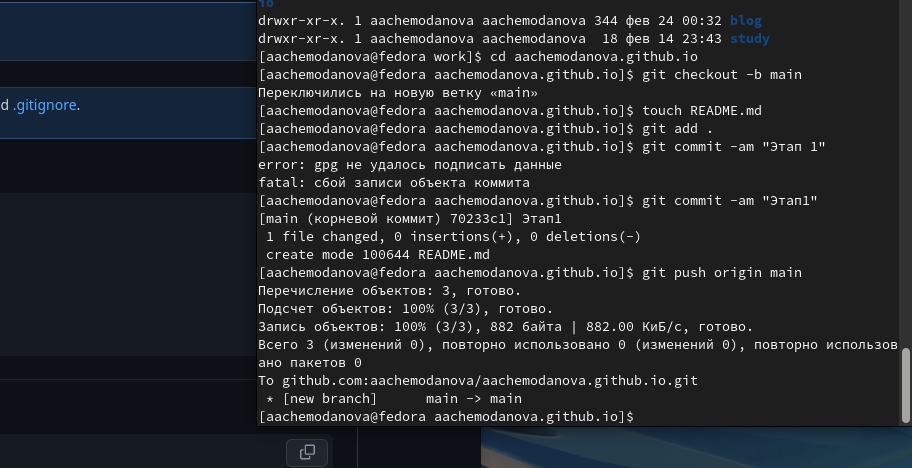 io
drwxr-xr-x. 1 aachemodanova aachemodanova 344 фев 24 00:32 blog
drwxr-xr-x. 1 aachemodanova aachemodanova  18 фев 14 23:43 study
[aachemodanova@fedora work]$ cd aachemodanova.github.io
[aachemodanova@fedora aachemodanova.github.io]$ git checkout -b main
Переключились на новую ветку «main»
d .gitignore.
[aachemodanova@fedora aachemodanova.github.io]$ touch README.md
[aachemodanova@fedora aachemodanova.github.io]$ git add .
[aachemodanova@fedora aachemodanova.github.io]$ git commit -am "Этап 1"
error: gpg не удалось подписать данные
fatal: сбой записи объекта коммита
[aachemodanova@fedora aachemodanova.github.io]$ git commit -am "Этап1"
[main (корневой коммит) 70233c1] Этап1
 1 file changed, 0 insertions(+), 0 deletions(-)
 create mode 100644 README.md
[aachemodanova@fedora aachemodanova.github.io]$ git push origin main
Перечисление объектов: 3, готово.
Подсчет объектов: 100% (3/3), готово.
Запись объектов: 100% (3/3), 882 байта | 882.00 КиБ/с, готово.
Всего 3 (изменений 0), повторно использовано 0 (изменений 0), повторно использов
ано пакетов 0
To github.com:aachemodanova/aachemodanova.github.io.git
 * [new branch]      main -> main
[aachemodanova@fedora aachemodanova.github.io]$